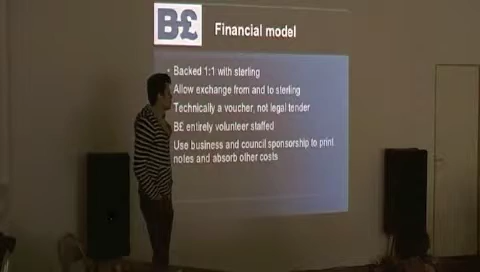 B£
Financial model
Backed 1:1 with sterling
Allow exchange from and to sterling
Technically a voucher, not legal tender
B£ entirely volunteer staffed
Use business and council sponsorship to print
notes and absorb other costs